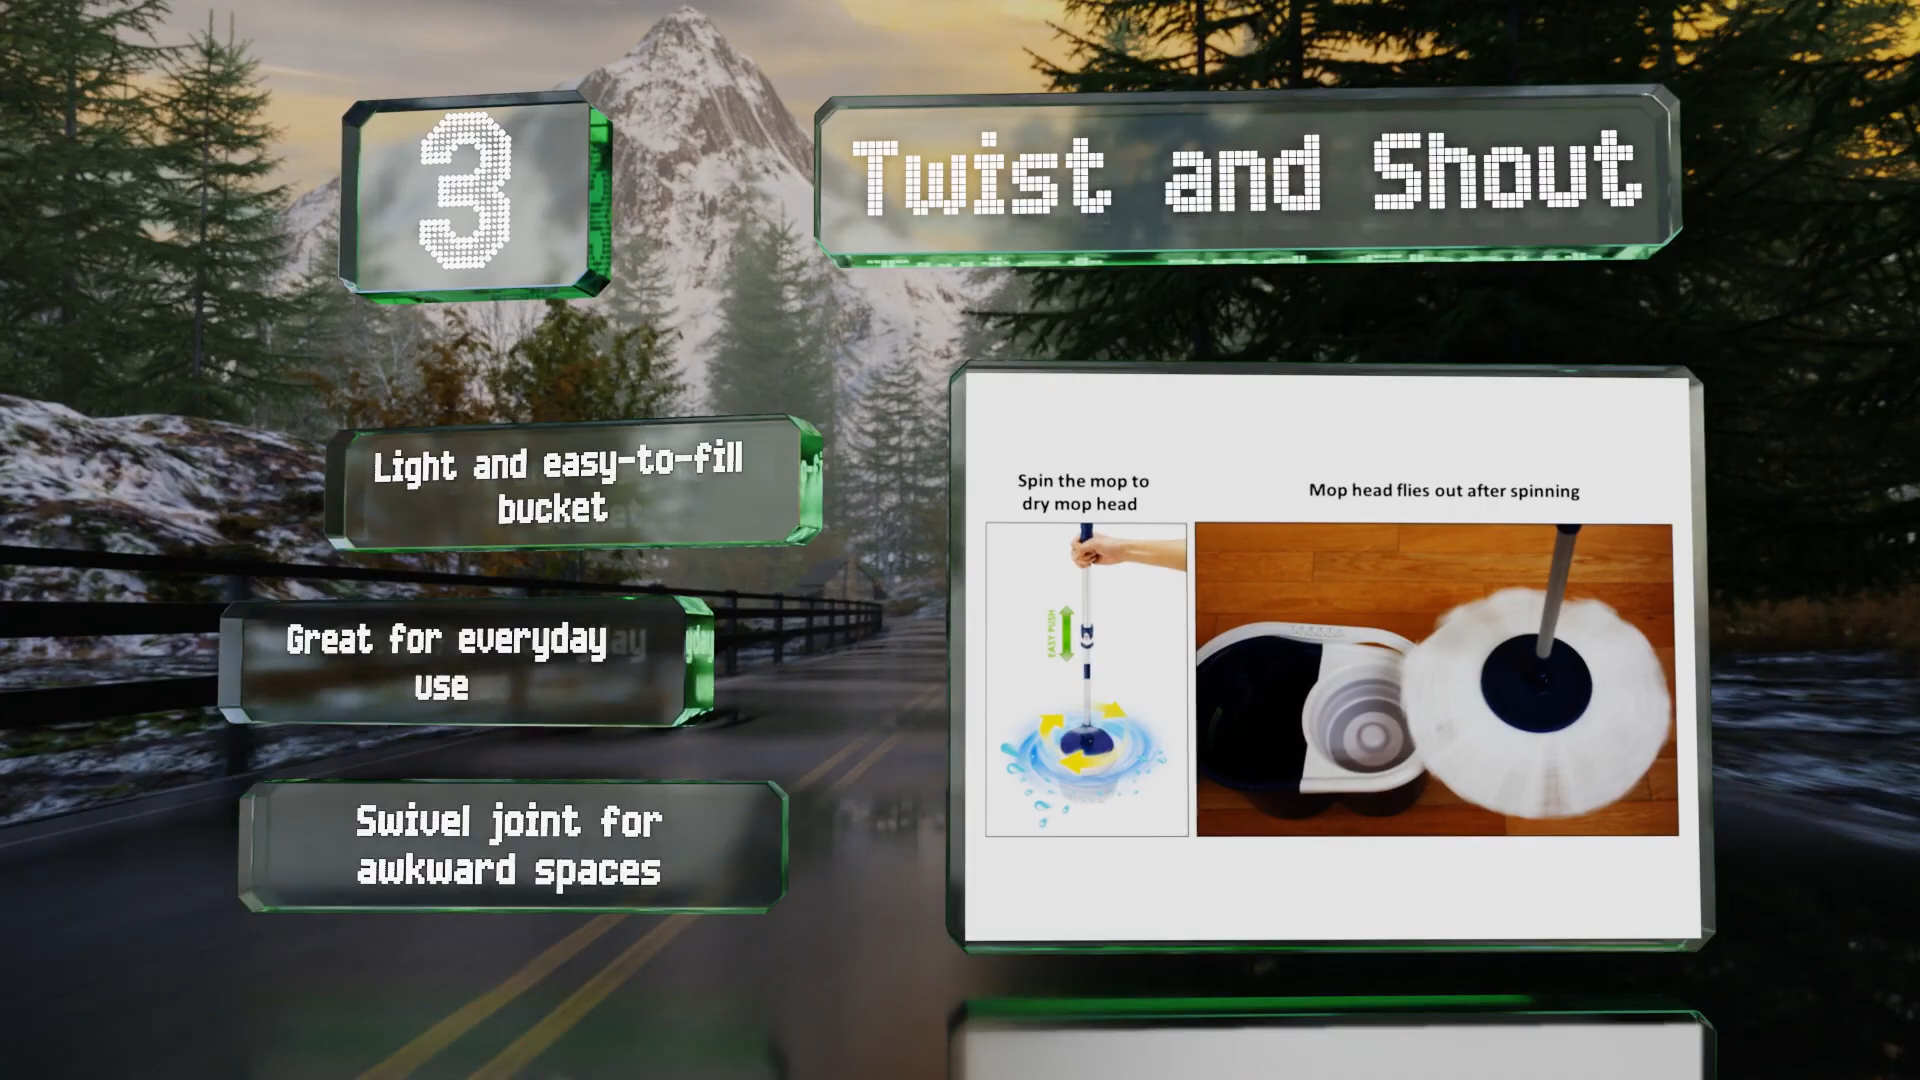 3
Twist and Shout
Light and easy-to-fill
bucket
Great for everyday
use
Swivel joint for
awkward spaces
Spin the mop to
dry mop head
Mop head flies out after spinning
EASY PUSH